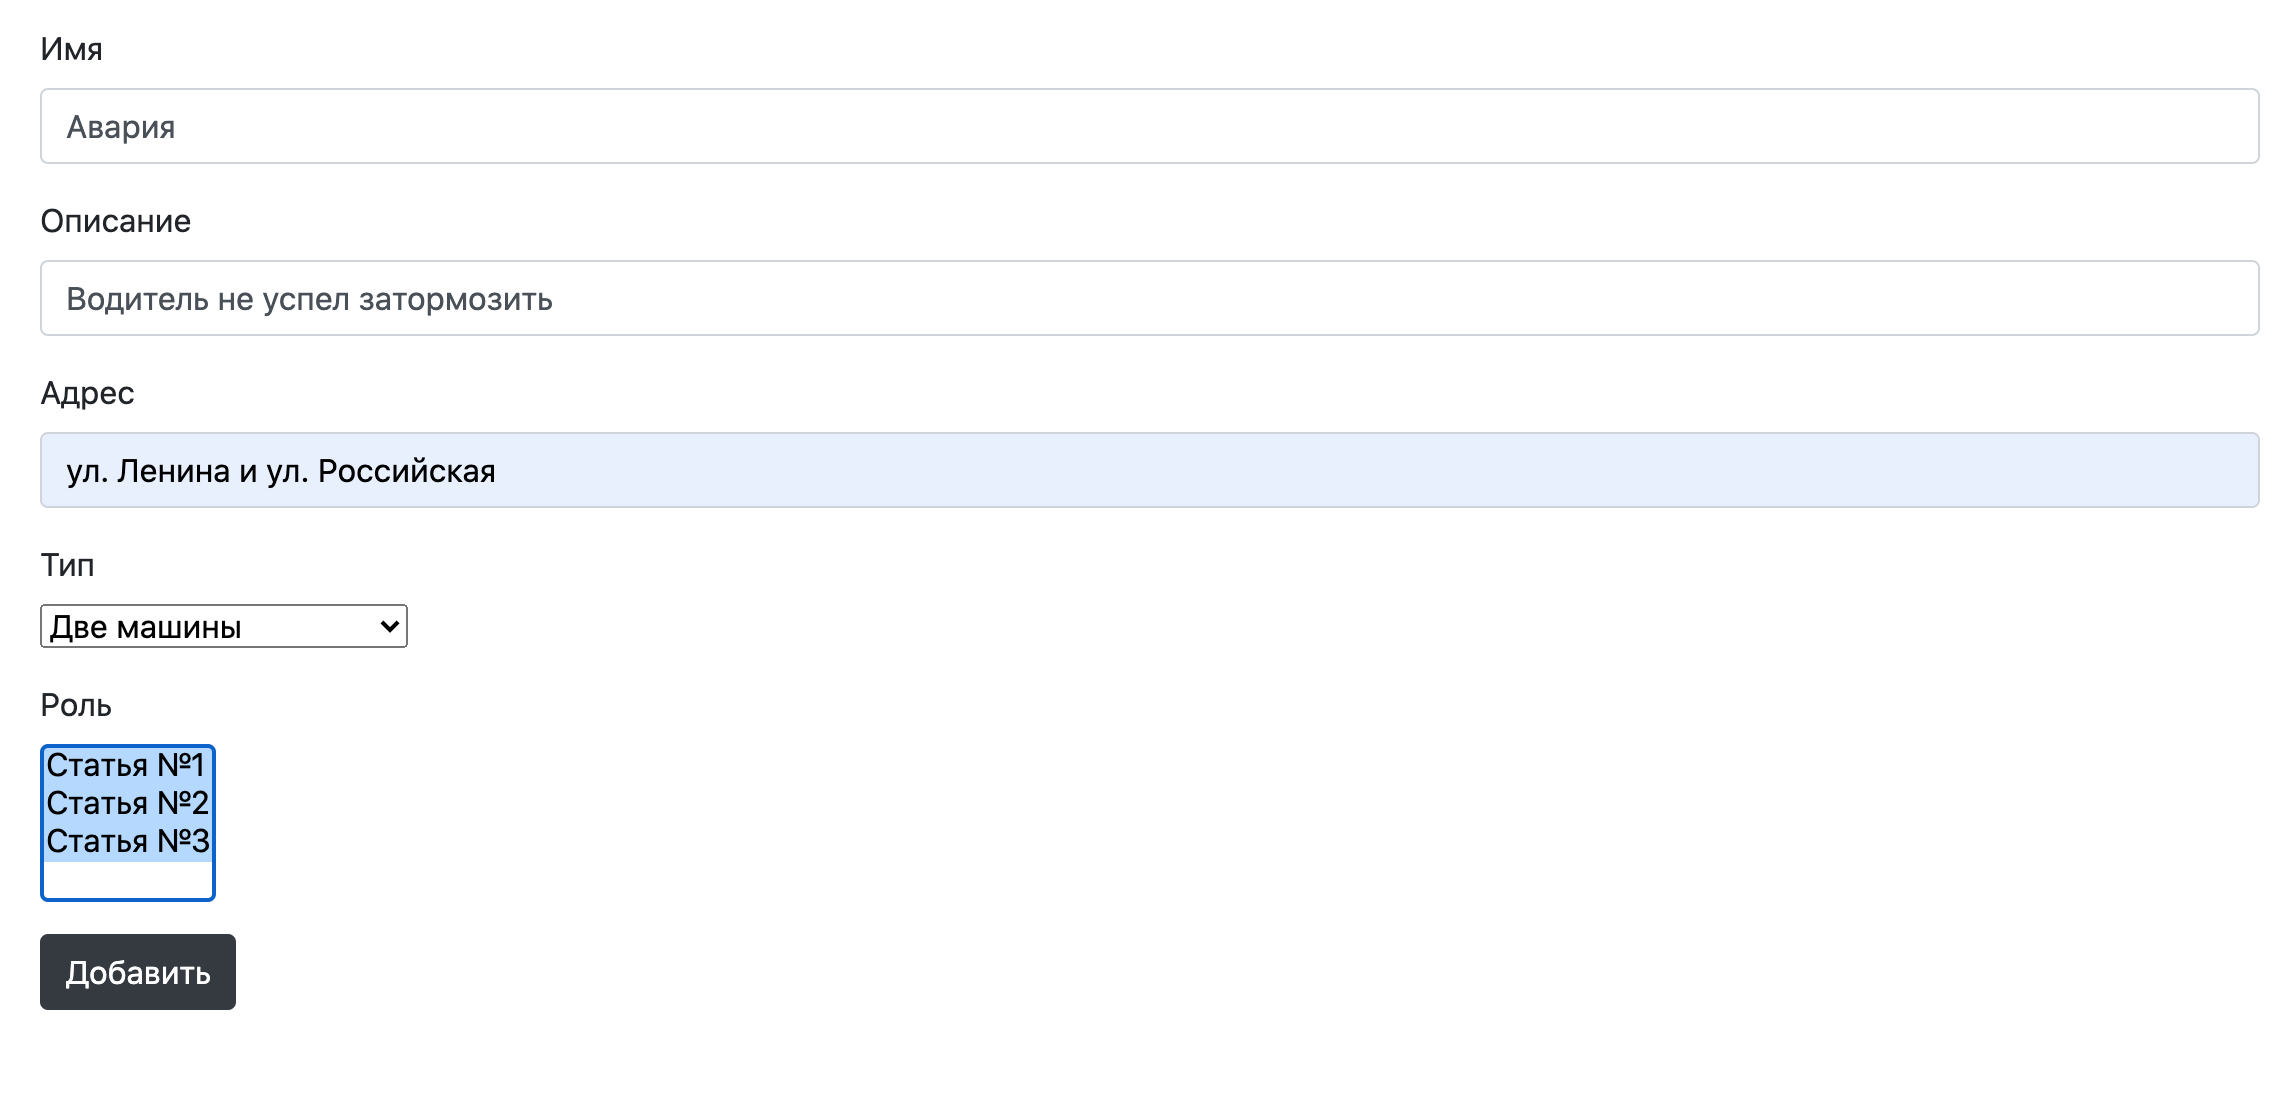 Имя
Авария
Описание
Водитель не успел затормозить
Адрес
ул. Ленина и ул. Российская
Тип
Две машины
Роль
Статья №1
Статья №2
Статья №3
Добавить